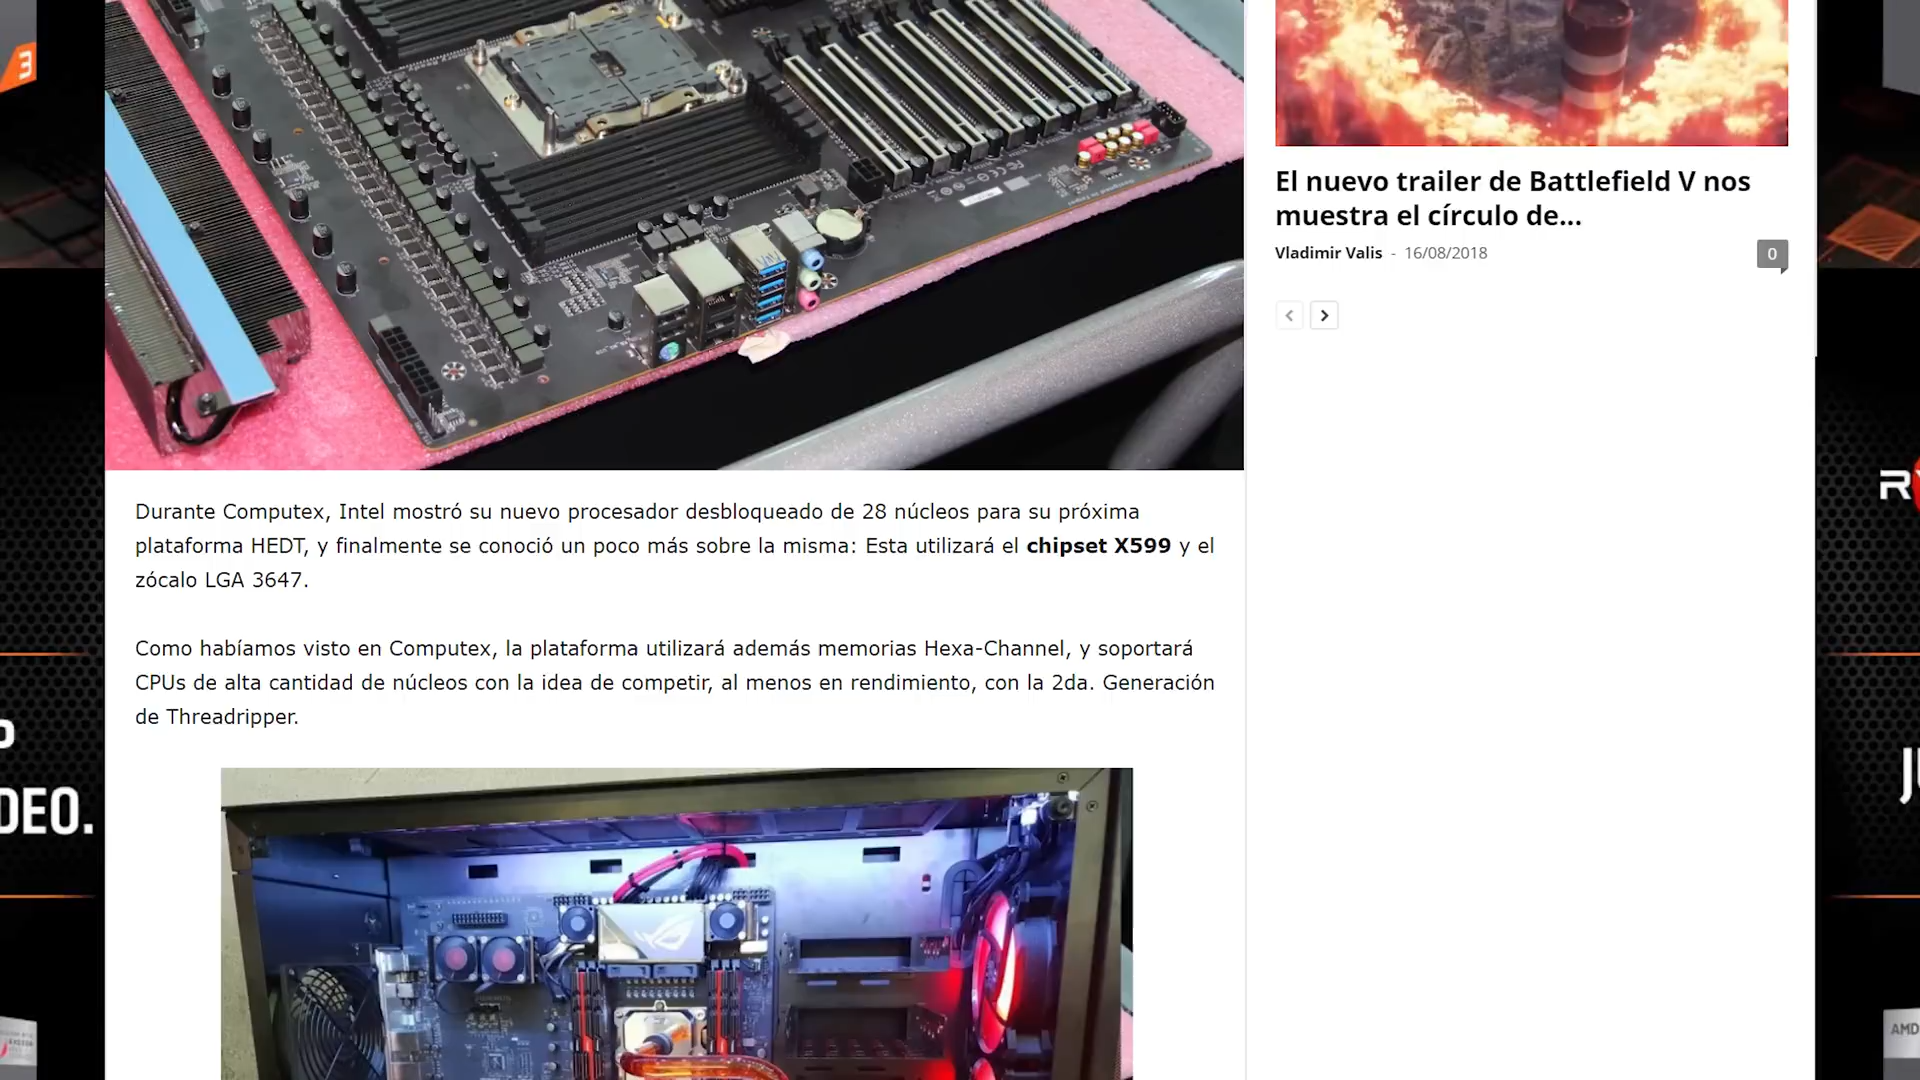 3
Durante Computex, Intel mostró su nuevo procesador desbloqueado de 28 núcleos para su próxima
plataforma HEDT, y finalmente se conoció un poco más sobre la misma: Esta utilizará el chipset X599 y el
zócalo LGA 3647.
Como habíamos visto en Computex, la plataforma utilizará además memorias Hexa-Channel, y soportará
CPUs de alta cantidad de núcleos con la idea de competir, al menos en rendimiento, con la 2da. Generación
de Threadripper.
El nuevo trailer de Battlefield V nos
muestra el círculo de...
Vladimir Valis - 16/08/2018
0
DEO.
R
JU
AMD